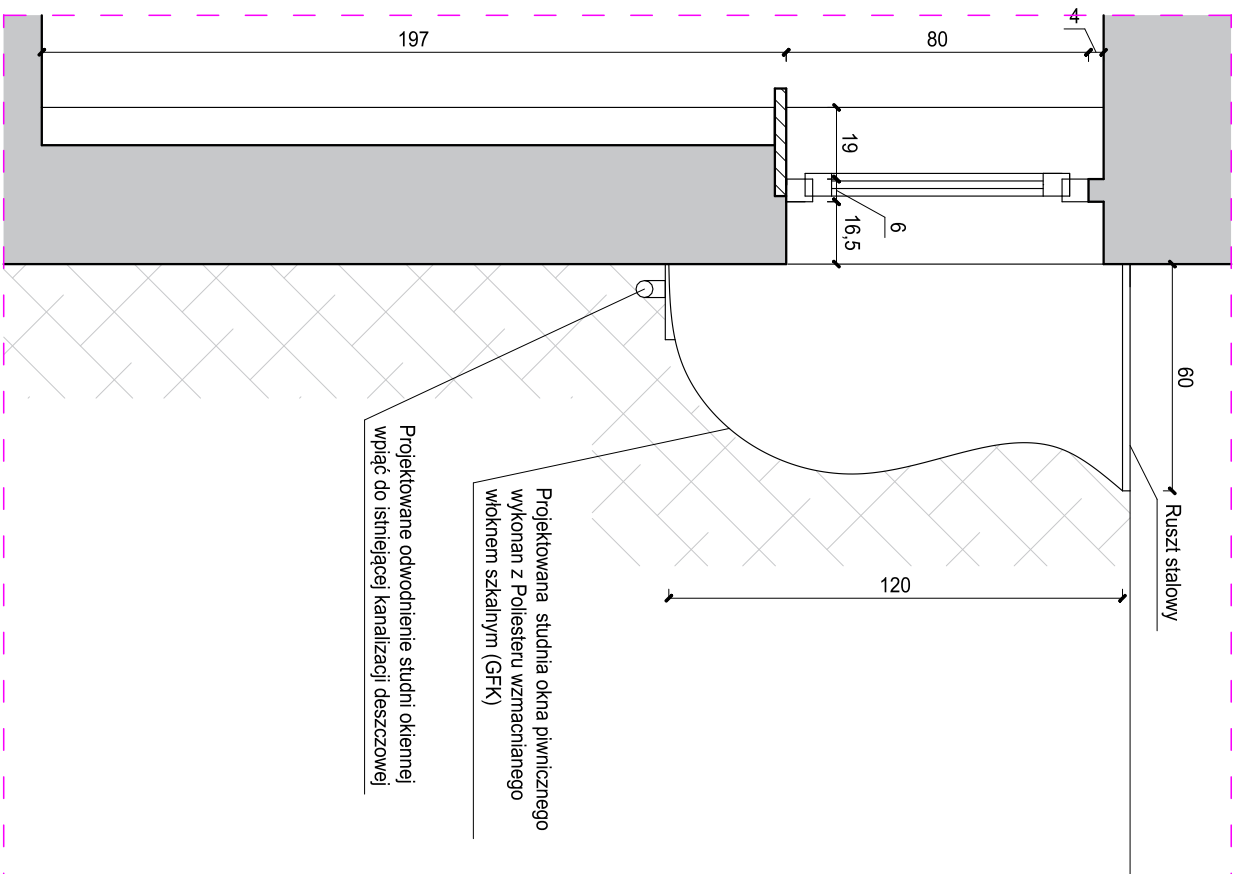 4
197
80
19
6
16,5
60
Ruszt stalowy
120
Projektowana studnia okna piwnicznego
wykonan z Poliesteru wzmacnianego
włoknem szkalnym (GFK)
Projektowane odwodnienie studni okiennej
wpiąć do istniejącej kanalizacji deszczowej